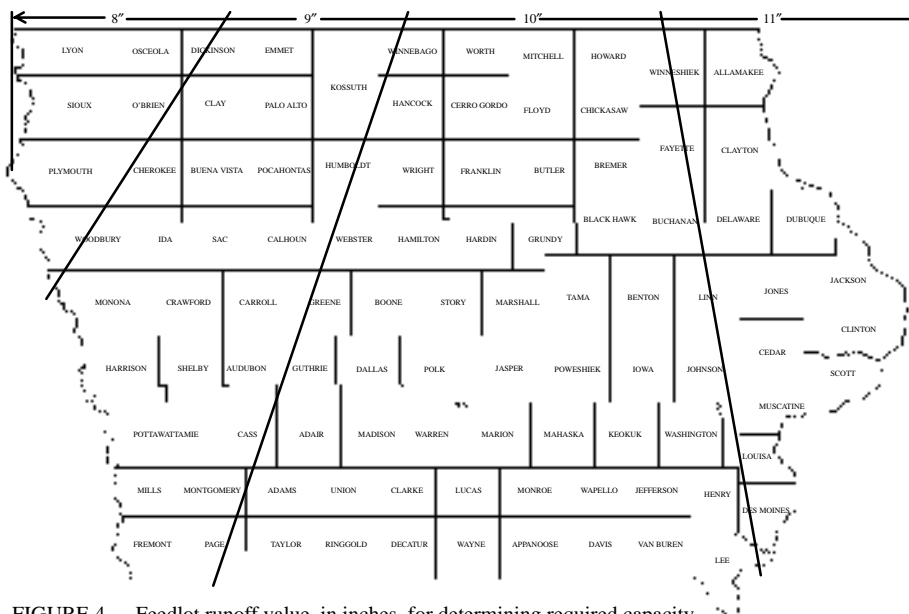 8" 9" 10" 11"
LYON OSCEOLA DICKINSON EMMET WINNEBAGO WORTH MITCHELL HOWARD WINNESHIEK ALLAMAKEE
KOSSUTH
SIOUX O'BRIEN CLAY PALO ALTO HANCOCK CERRO GORDO FLOYD CHICKASAW
FAYETTE CLAYTON
PLYMOUTH CHEROKEE BUENA VISTA POCAHONTAS HUMBOLDT WRIGHT FRANKLIN BUTLER BREMER
BLACK HAWK BUCHANAN DELAWARE DUBUQUE
WOODBURY IDA SAC CALHOUN WEBSTER HAMILTON HARDIN GRUNDY
MONONA CRAWFORD CARROLL GREENE BOONE STORY MARSHALL TAMA BENTON LINN JONES JACKSON
CLINTON
CEDAR
HARRISON SHELBY AUDUBON GUTHRIE DALLAS POLK JASPER POWESHIEK IOWA JOHNSON SCOTT
MUSCATINE
POTTAWATTAMIE CASS ADAIR MADISON WARREN MARION MAHASKA KEOKUK WASHINGTON
LOUISA
MILLS MONTGOMERY ADAMS UNION CLARKE LUCAS MONROE WAPELLO JEFFERSON HENRY
DES MOINES
FREMONT PAGE TAYLOR RINGGOLD DECATUR WAYNE APPANOOSE DAVIS VAN BUREN
LEE
FIGURE 4. Feedlot runoff value, in inches, for determining required capacity